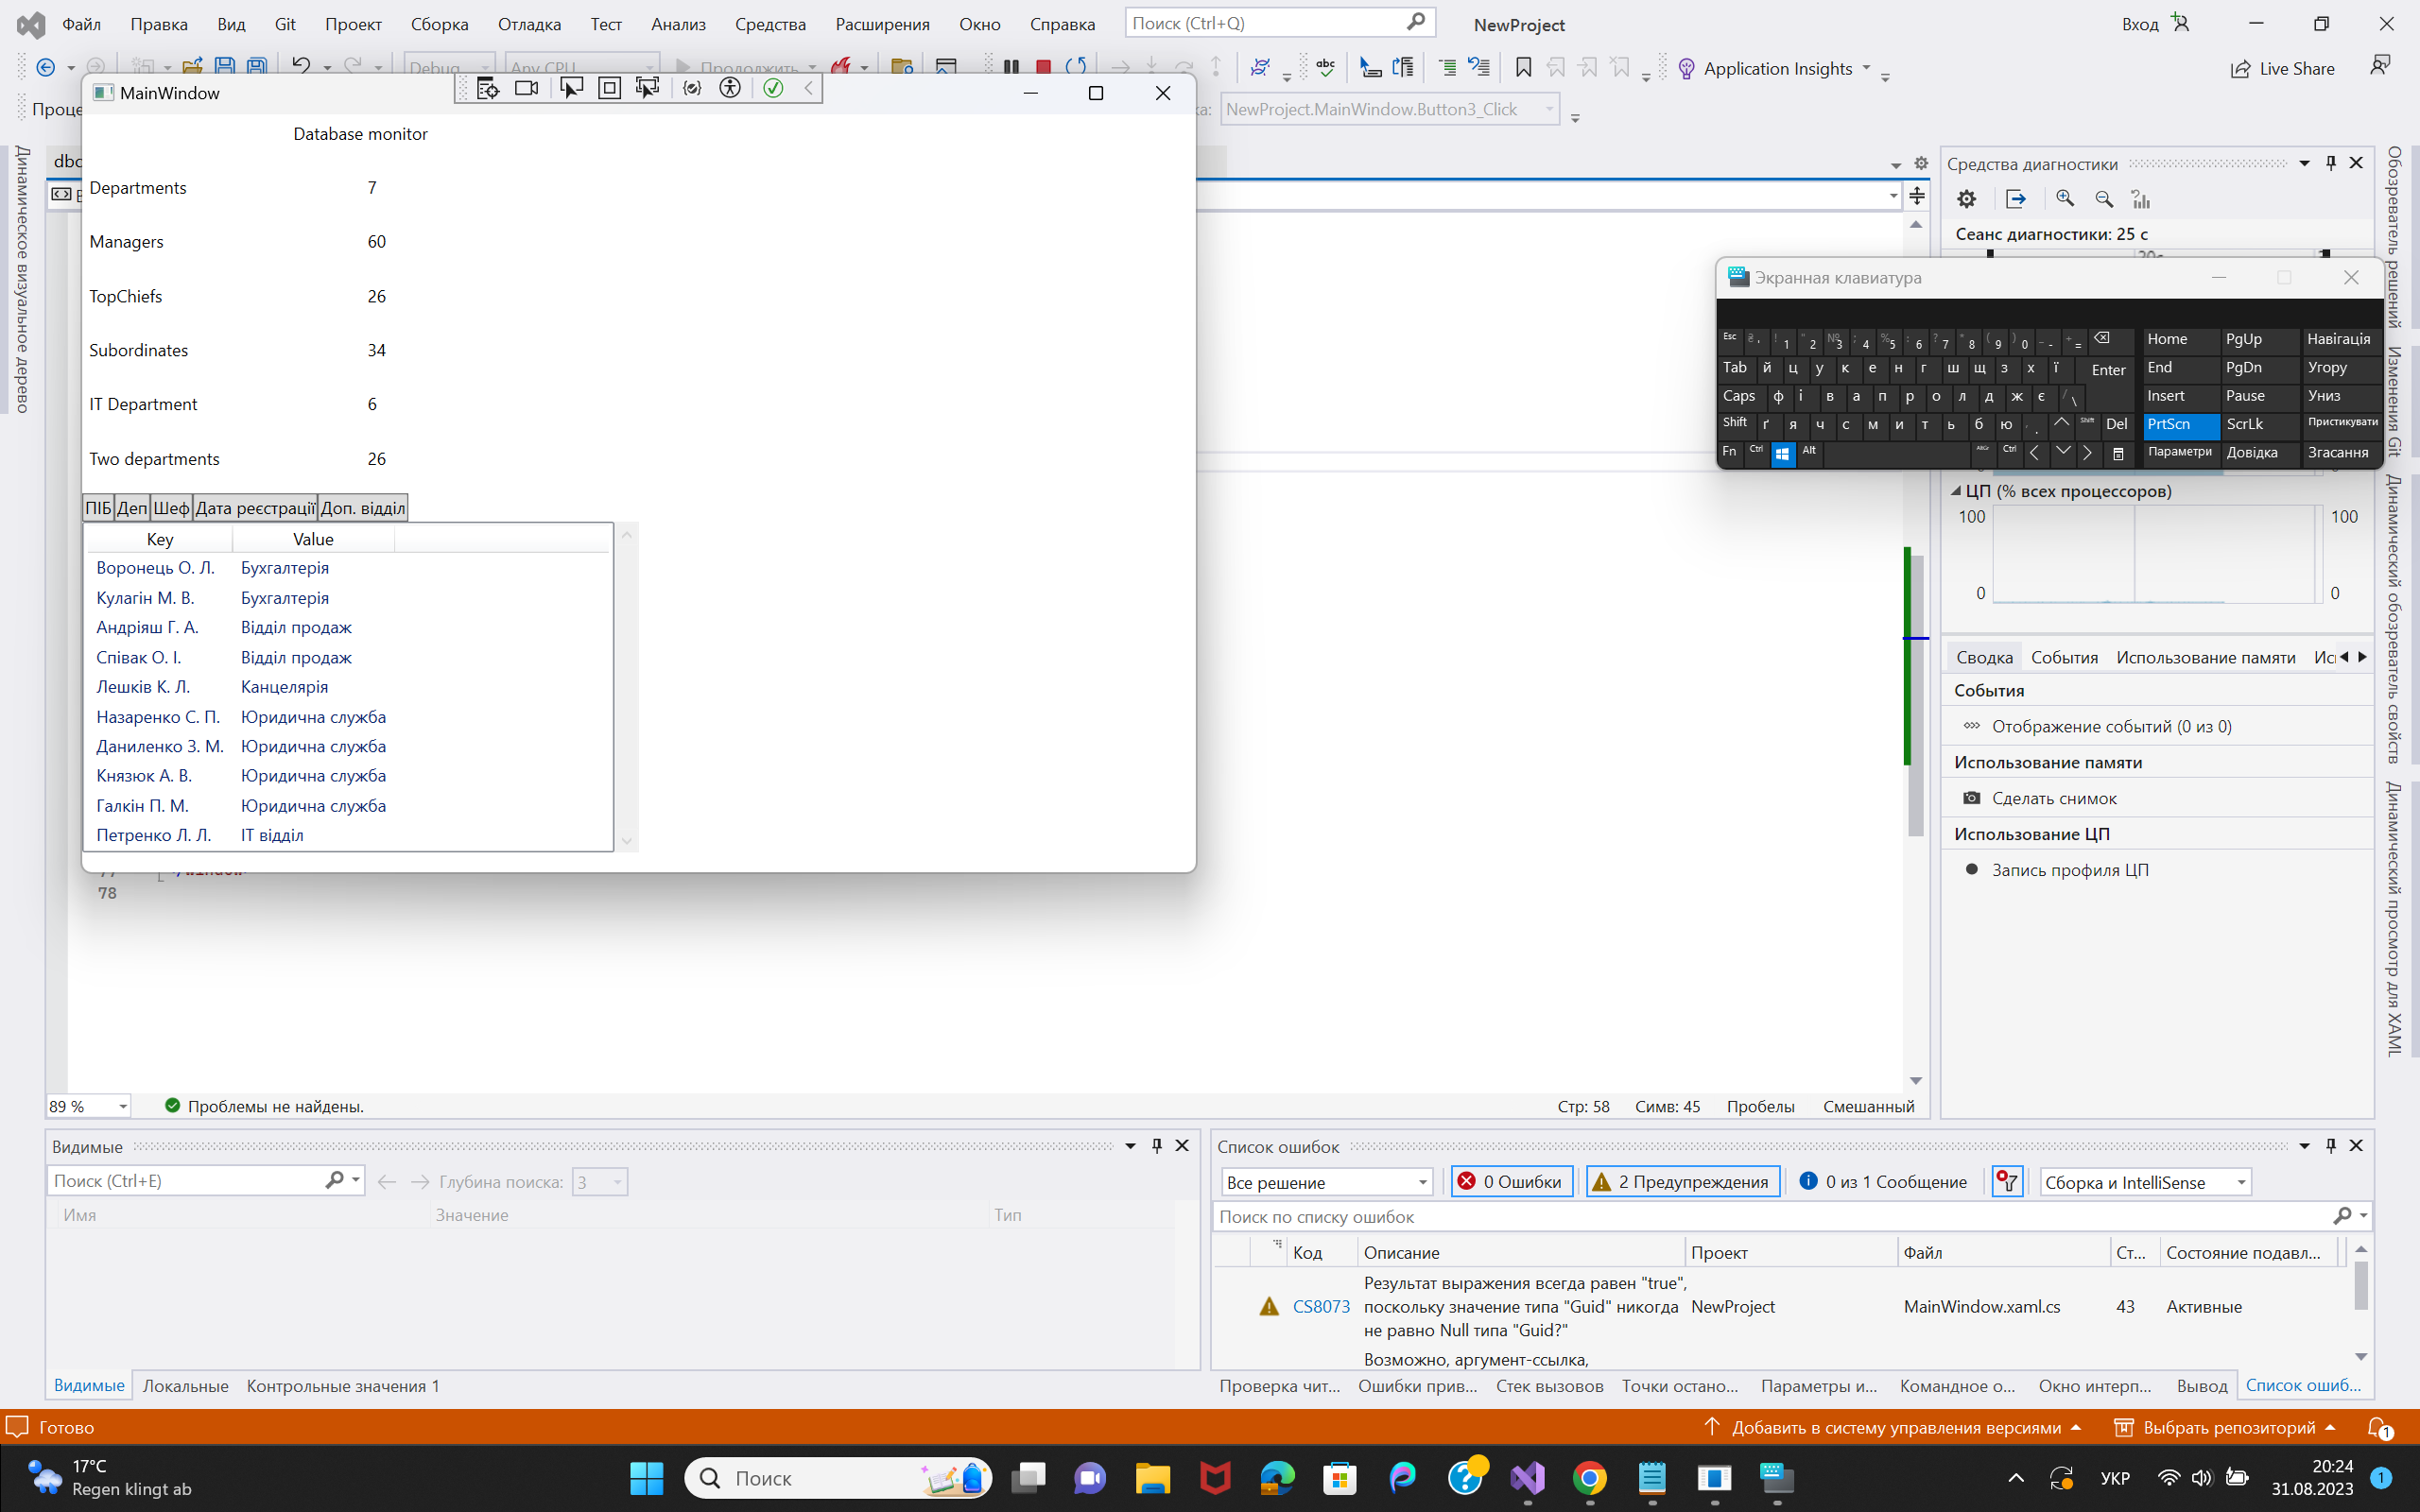 Файл Правка Вид Git Проект Сборка Отладка Тест Анализ Средства Расширения Окно Справка Поиск (Ctrl+Q) NewProject Вход
Debug Any CPU Продолжить Application Insights Live Share
MainWindow
Проце NewProject.MainWindow.Button3_Click
Database monitor
Departments 7
Managers 60
TopChiefs 26
Subordinates 34
IT Department 6
Two departments 26
ПІБ Деп Шеф Дата реєстрації Доп. відділ
Key Value
Воронець О. Л. Бухгалтерія
Кулагін М. В. Бухгалтерія
Андріяш Г. А. Відділ продаж
Співак О. І. Відділ продаж
Лешків К. Л. Канцелярія
Назаренко С. П. Юридична служба
Даниленко З. М. Юридична служба
Князюк А. В. Юридична служба
Галкін П. М. Юридична служба
Петренко Л. Л. ІТ відділ
78
Динамическое визуальное дерево
89 % Проблемы не найдены. Стр: 58 Симв: 45 Пробелы Смешанный
Средства диагностики
Сеанс диагностики: 25 с
Экранная клавиатура
Esc 1 2 3 4 5 6 7 8 9 0 - = Home PgUp Навігація
Tab й ц у к е н г ш щ з х ї Enter End PgDn Угору
Caps ф і в а п р о л д ж є \ Insert Pause Униз
Shift ґ я ч с м и т ь б ю . Shift Del PrtScn ScrLk Пристикувати
Fn Ctrl Alt AltGr Ctrl Параметри Довідка Згасання
ЦП (% всех процессоров)
100 100
0 0
Сводка События Использование памяти
События
Отображение событий (0 из 0)
Использование памяти
Сделать снимок
Использование ЦП
Запись профиля ЦП
Обозреватель решений
Изменения Git
Динамический обозреватель свойств
Динамический просмотр для XAML
Видимые
Поиск (Ctrl+E) Глубина поиска: 3
Имя Значение Тип
Видимые Локальные Контрольные значения 1
Список ошибок
Все решение 0 Ошибки 2 Предупреждения 0 из 1 Сообщение Сборка и IntelliSense
Поиск по списку ошибок
Код Описание Проект Файл Ст... Состояние подавл...
CS8073 Результат выражения всегда равен "true", поскольку значение типа "Guid" никогда не равно Null типа "Guid?" NewProject MainWindow.xaml.cs 43 Активные
Возможно, аргумент-ссылка,
Проверка чит... Ошибки прив... Стек вызовов Точки остано... Параметры и... Командное о... Окно интерп... Вывод Список ошиб...
Готово Добавить в систему управления версиями Выбрать репозиторий 1
17°C
Regen klingt ab
Поиск
УКР
20:24
31.08.2023
1